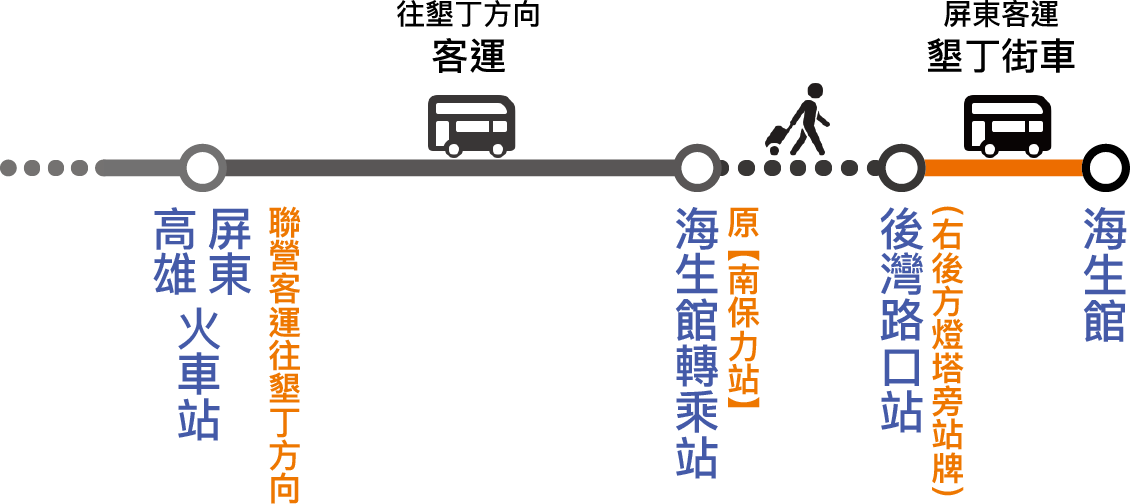 往墾丁方向
客運
屏東客運
墾丁街車
屏東
高雄
火車站
聯營客運往墾丁方向
海生館轉乘站
原【南保力站】
後灣路口站
（右後方燈塔旁站牌）
海生館